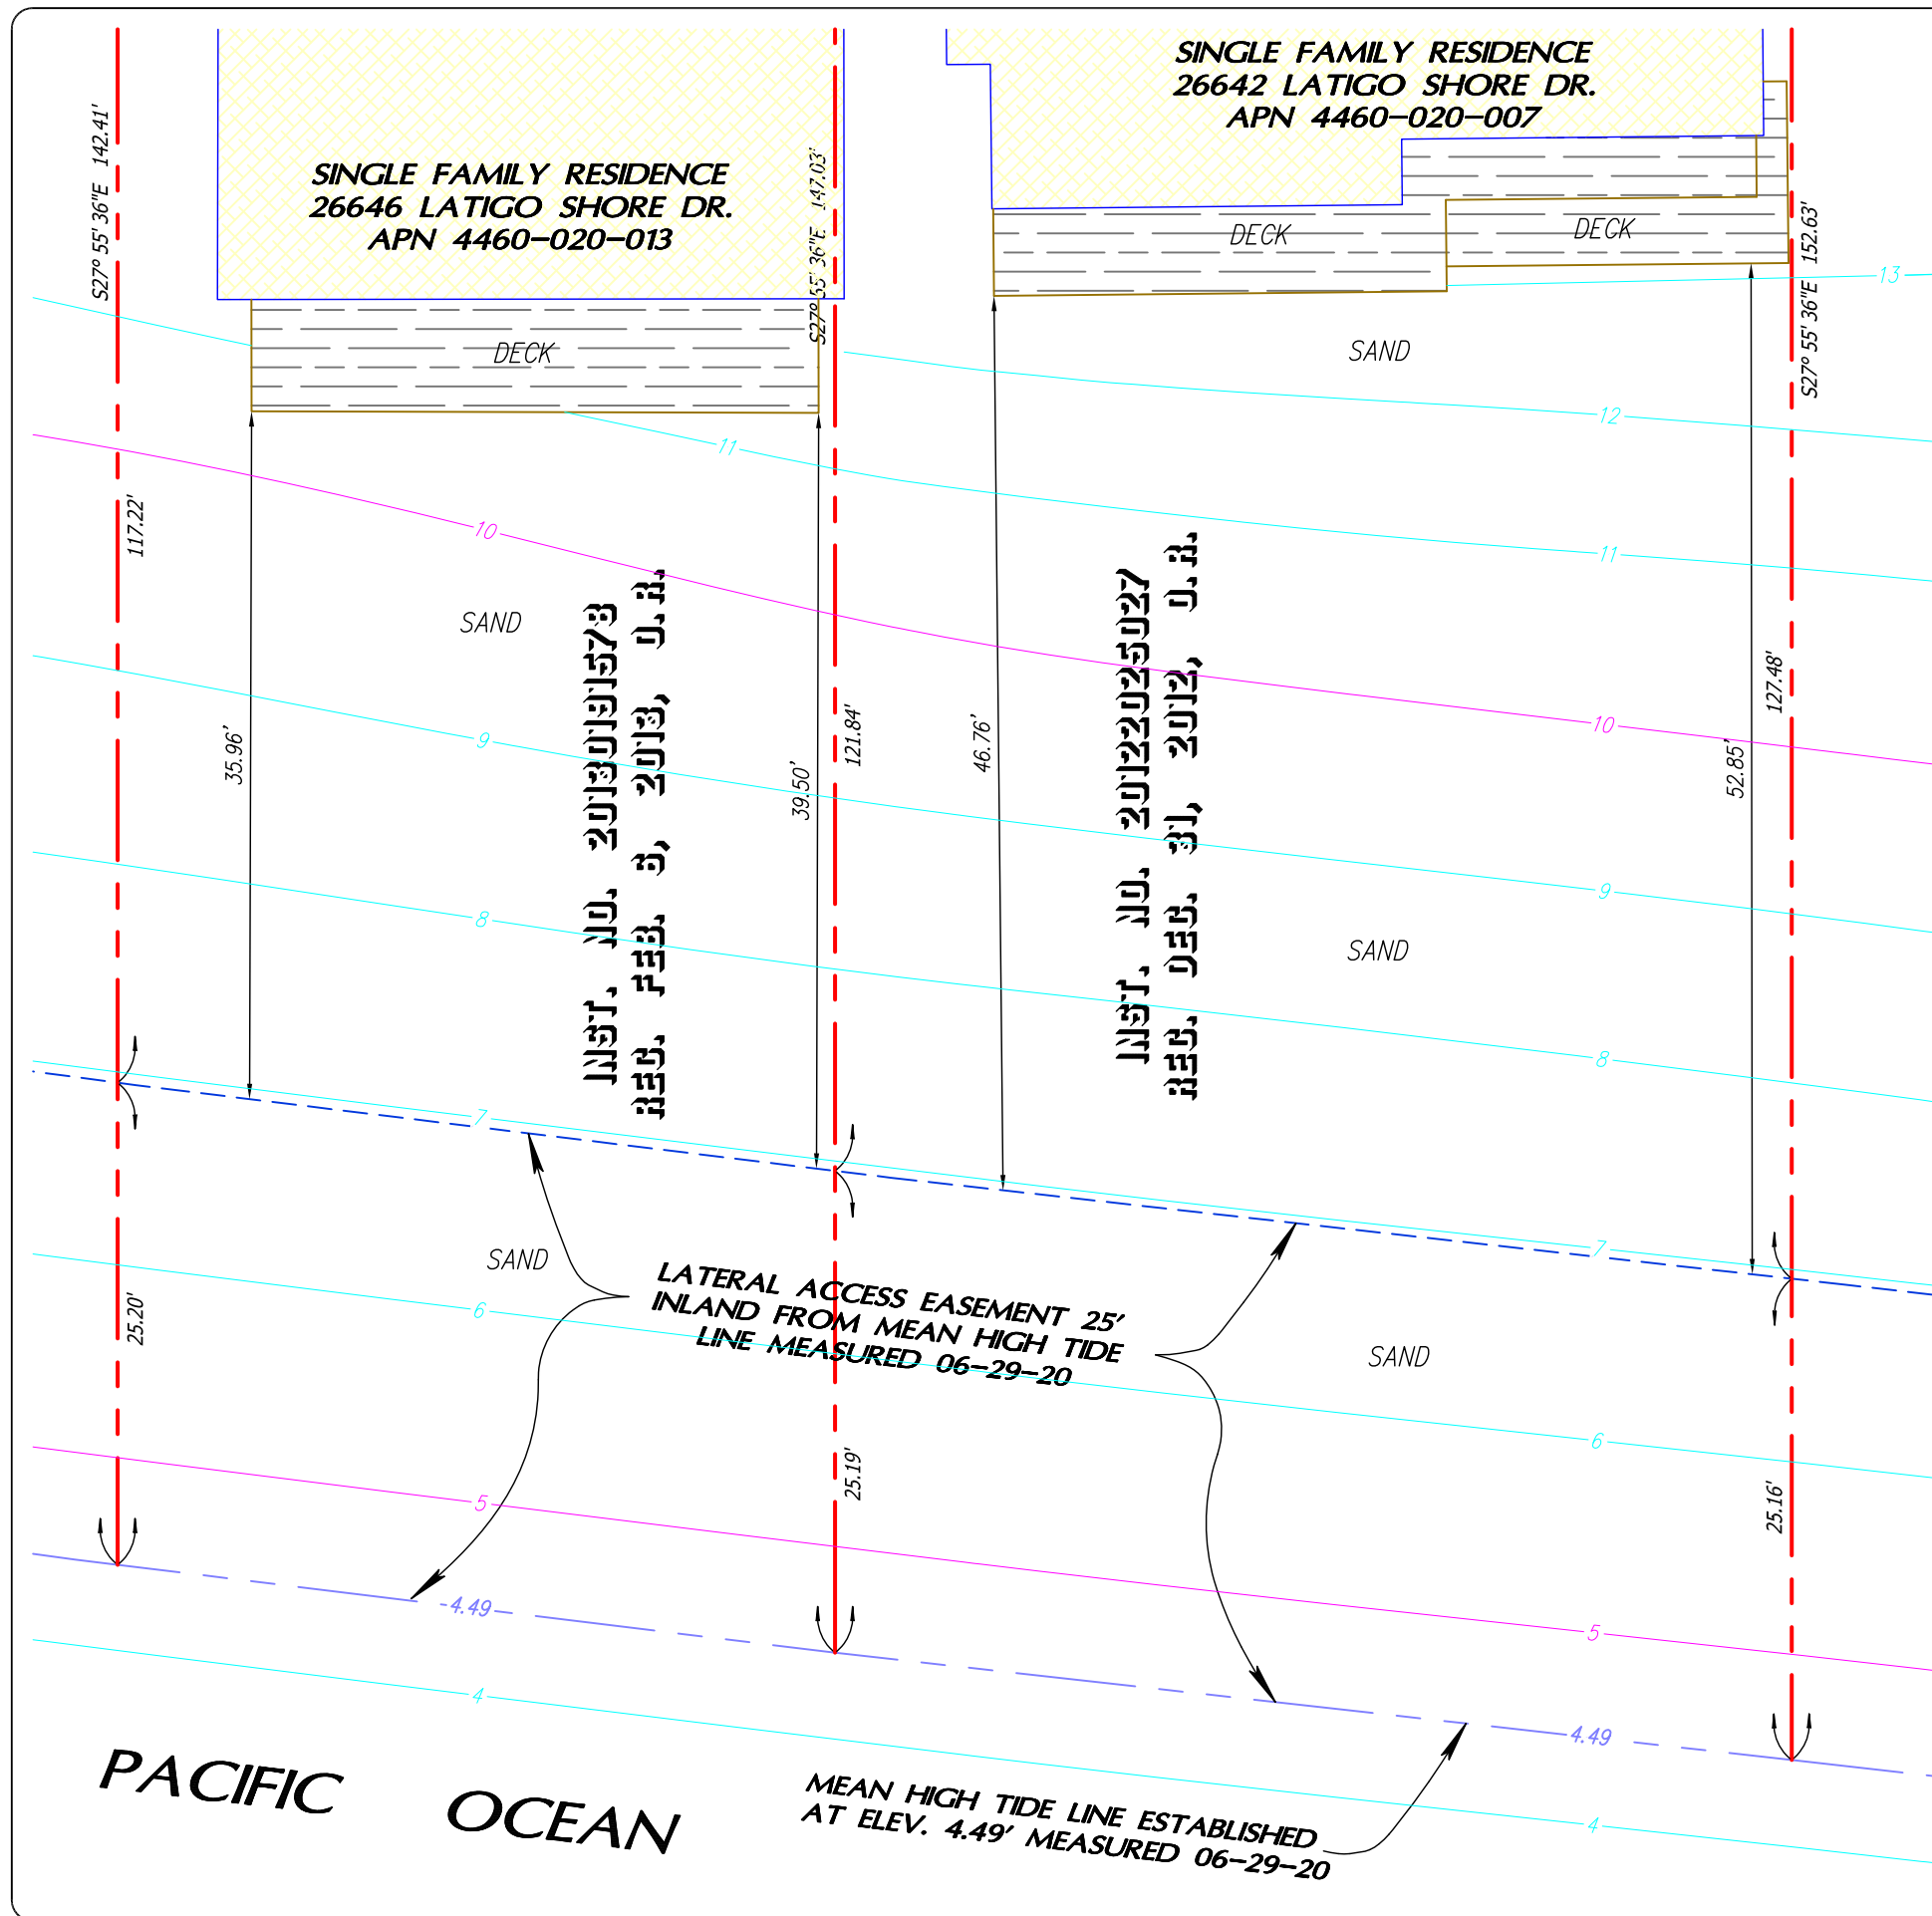 SINGLE FAMILY RESIDENCE
26646 LATIGO SHORE DR.
APN 4460-020-013
SINGLE FAMILY RESIDENCE
26642 LATIGO SHORE DR.
APN 4460-020-007
S27° 55' 36"E 142.41'
S27° 55' 36"E 147.03'
S27° 55' 36"E 152.63'
DECK
DECK
DECK
SAND
13
12
11
11
10
10
117.22'
SAND
INST. NO. 20130191573
REC. FEB. 3, 2013, O.R.
INST. NO. 20122025027
REC. DEC. 31, 2012, O.R.
121.84'
127.48'
35.96'
39.50'
46.76'
52.85'
9
9
8
8
SAND
7
7
SAND
LATERAL ACCESS EASEMENT 25'
INLAND FROM MEAN HIGH TIDE
LINE MEASURED 06-29-20
SAND
25.20'
25.19'
25.16'
6
6
5
5
4.49
4.49
4
4
PACIFIC OCEAN
MEAN HIGH TIDE LINE ESTABLISHED
AT ELEV. 4.49' MEASURED 06-29-20